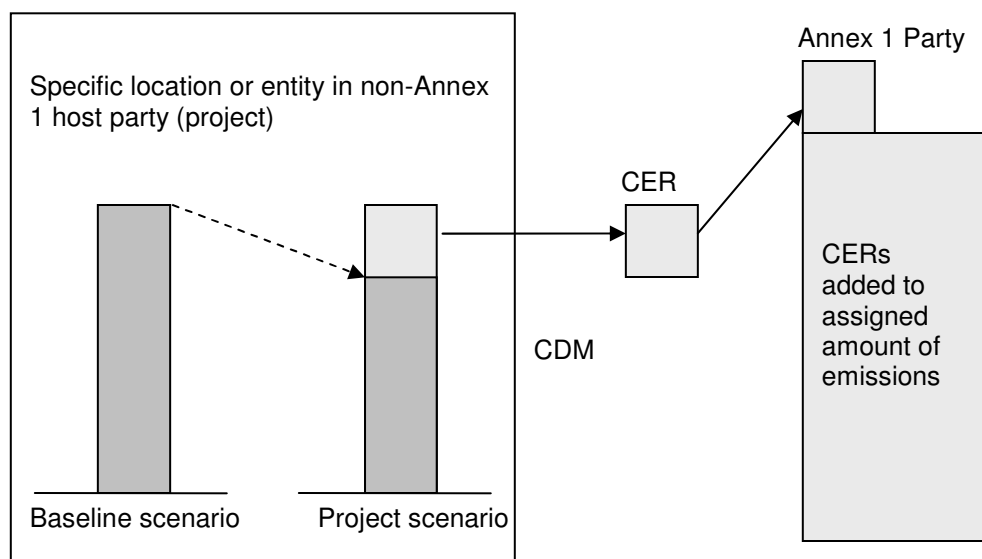 Annex 1 Party
Specific location or entity in non-Annex
1 host party (project)
CER
CERs
added to
assigned
amount of
emissions
CDM
Baseline scenario
Project scenario